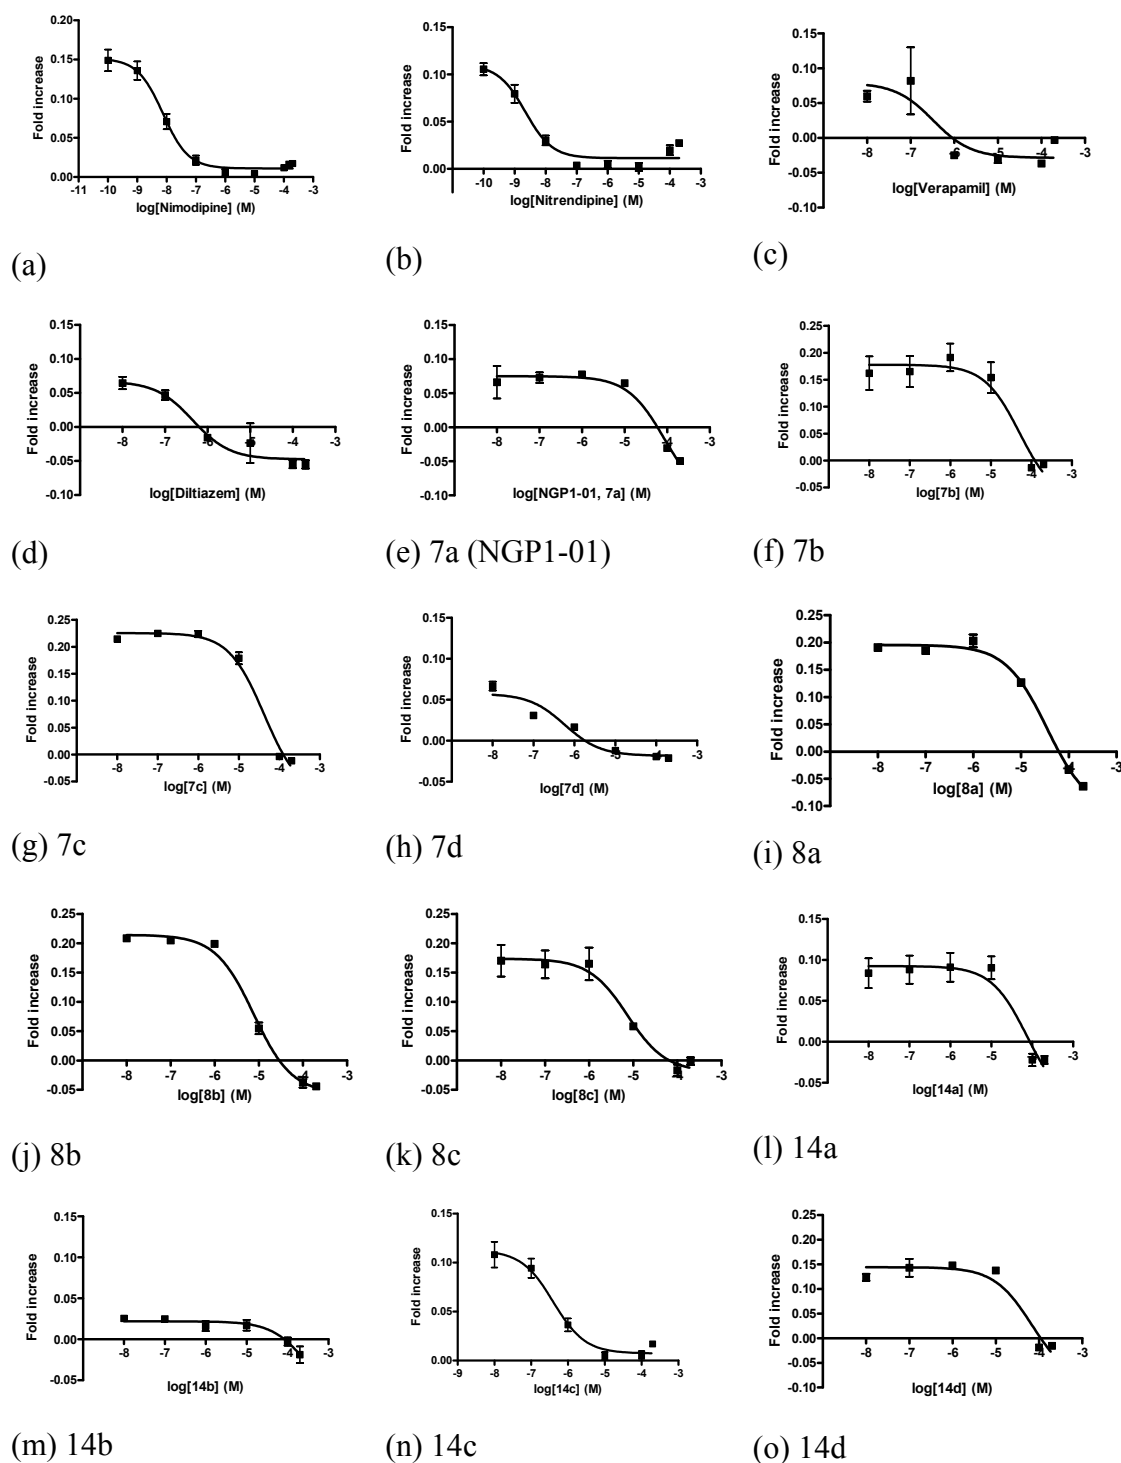 0.20
0.15
0.10
0.05
0.00
Fold increase
-11 -10 -9 -8 -7 -6 -5 -4 -3
log[Nimodipine] (M)
(a)
0.15
0.10
0.05
0.00
Fold increase
-10 -9 -8 -7 -6 -5 -4 -3
log[Nitrendipine] (M)
(b)
0.15
0.10
0.05
0.00
-0.05
-0.10
Fold increase
-8 -7 -6 -5 -4 -3
log[Verapamil] (M)
(c)
0.15
0.10
0.05
0.00
-0.05
-0.10
Fold increase
-8 -7 -6 -5 -4 -3
log[Diltiazem] (M)
(d)
0.15
0.10
0.05
0.00
-0.05
-0.10
Fold increase
-8 -7 -6 -5 -4 -3
log[NGP1-01, 7a] (M)
(e) 7a (NGP1-01)
0.25
0.20
0.15
0.10
0.05
0.00
-0.05
Fold increase
-8 -7 -6 -5 -4 -3
log[7b] (M)
(f) 7b
0.25
0.20
0.15
0.10
0.05
0.00
-0.05
Fold increase
-8 -7 -6 -5 -4 -3
log[7c] (M)
(g) 7c
0.15
0.10
0.05
0.00
-0.05
Fold increase
-8 -7 -6 -5 -4 -3
log[7d] (M)
(h) 7d
0.25
0.20
0.15
0.10
0.05
0.00
-0.05
-0.10
Fold increase
-8 -7 -6 -5 -4 -3
log[8a] (M)
(i) 8a
0.25
0.20
0.15
0.10
0.05
0.00
-0.05
Fold increase
-8 -7 -6 -5 -4 -3
log[8b] (M)
(j) 8b
0.25
0.20
0.15
0.10
0.05
0.00
-0.05
Fold increase
-8 -7 -6 -5 -4 -3
log[8c] (M)
(k) 8c
0.15
0.10
0.05
0.00
-0.05
Fold increase
-8 -7 -6 -5 -4 -3
log[14a] (M)
(l) 14a
0.15
0.10
0.05
0.00
-0.05
Fold increase
-8 -7 -6 -5 -4 -3
log[14b] (M)
(m) 14b
0.15
0.10
0.05
0.00
Fold increase
-9 -8 -7 -6 -5 -4 -3
log[14c] (M)
(n) 14c
0.25
0.20
0.15
0.10
0.05
0.00
-0.05
-0.10
Fold increase
-8 -7 -6 -5 -4 -3
log[14d] (M)
(o) 14d